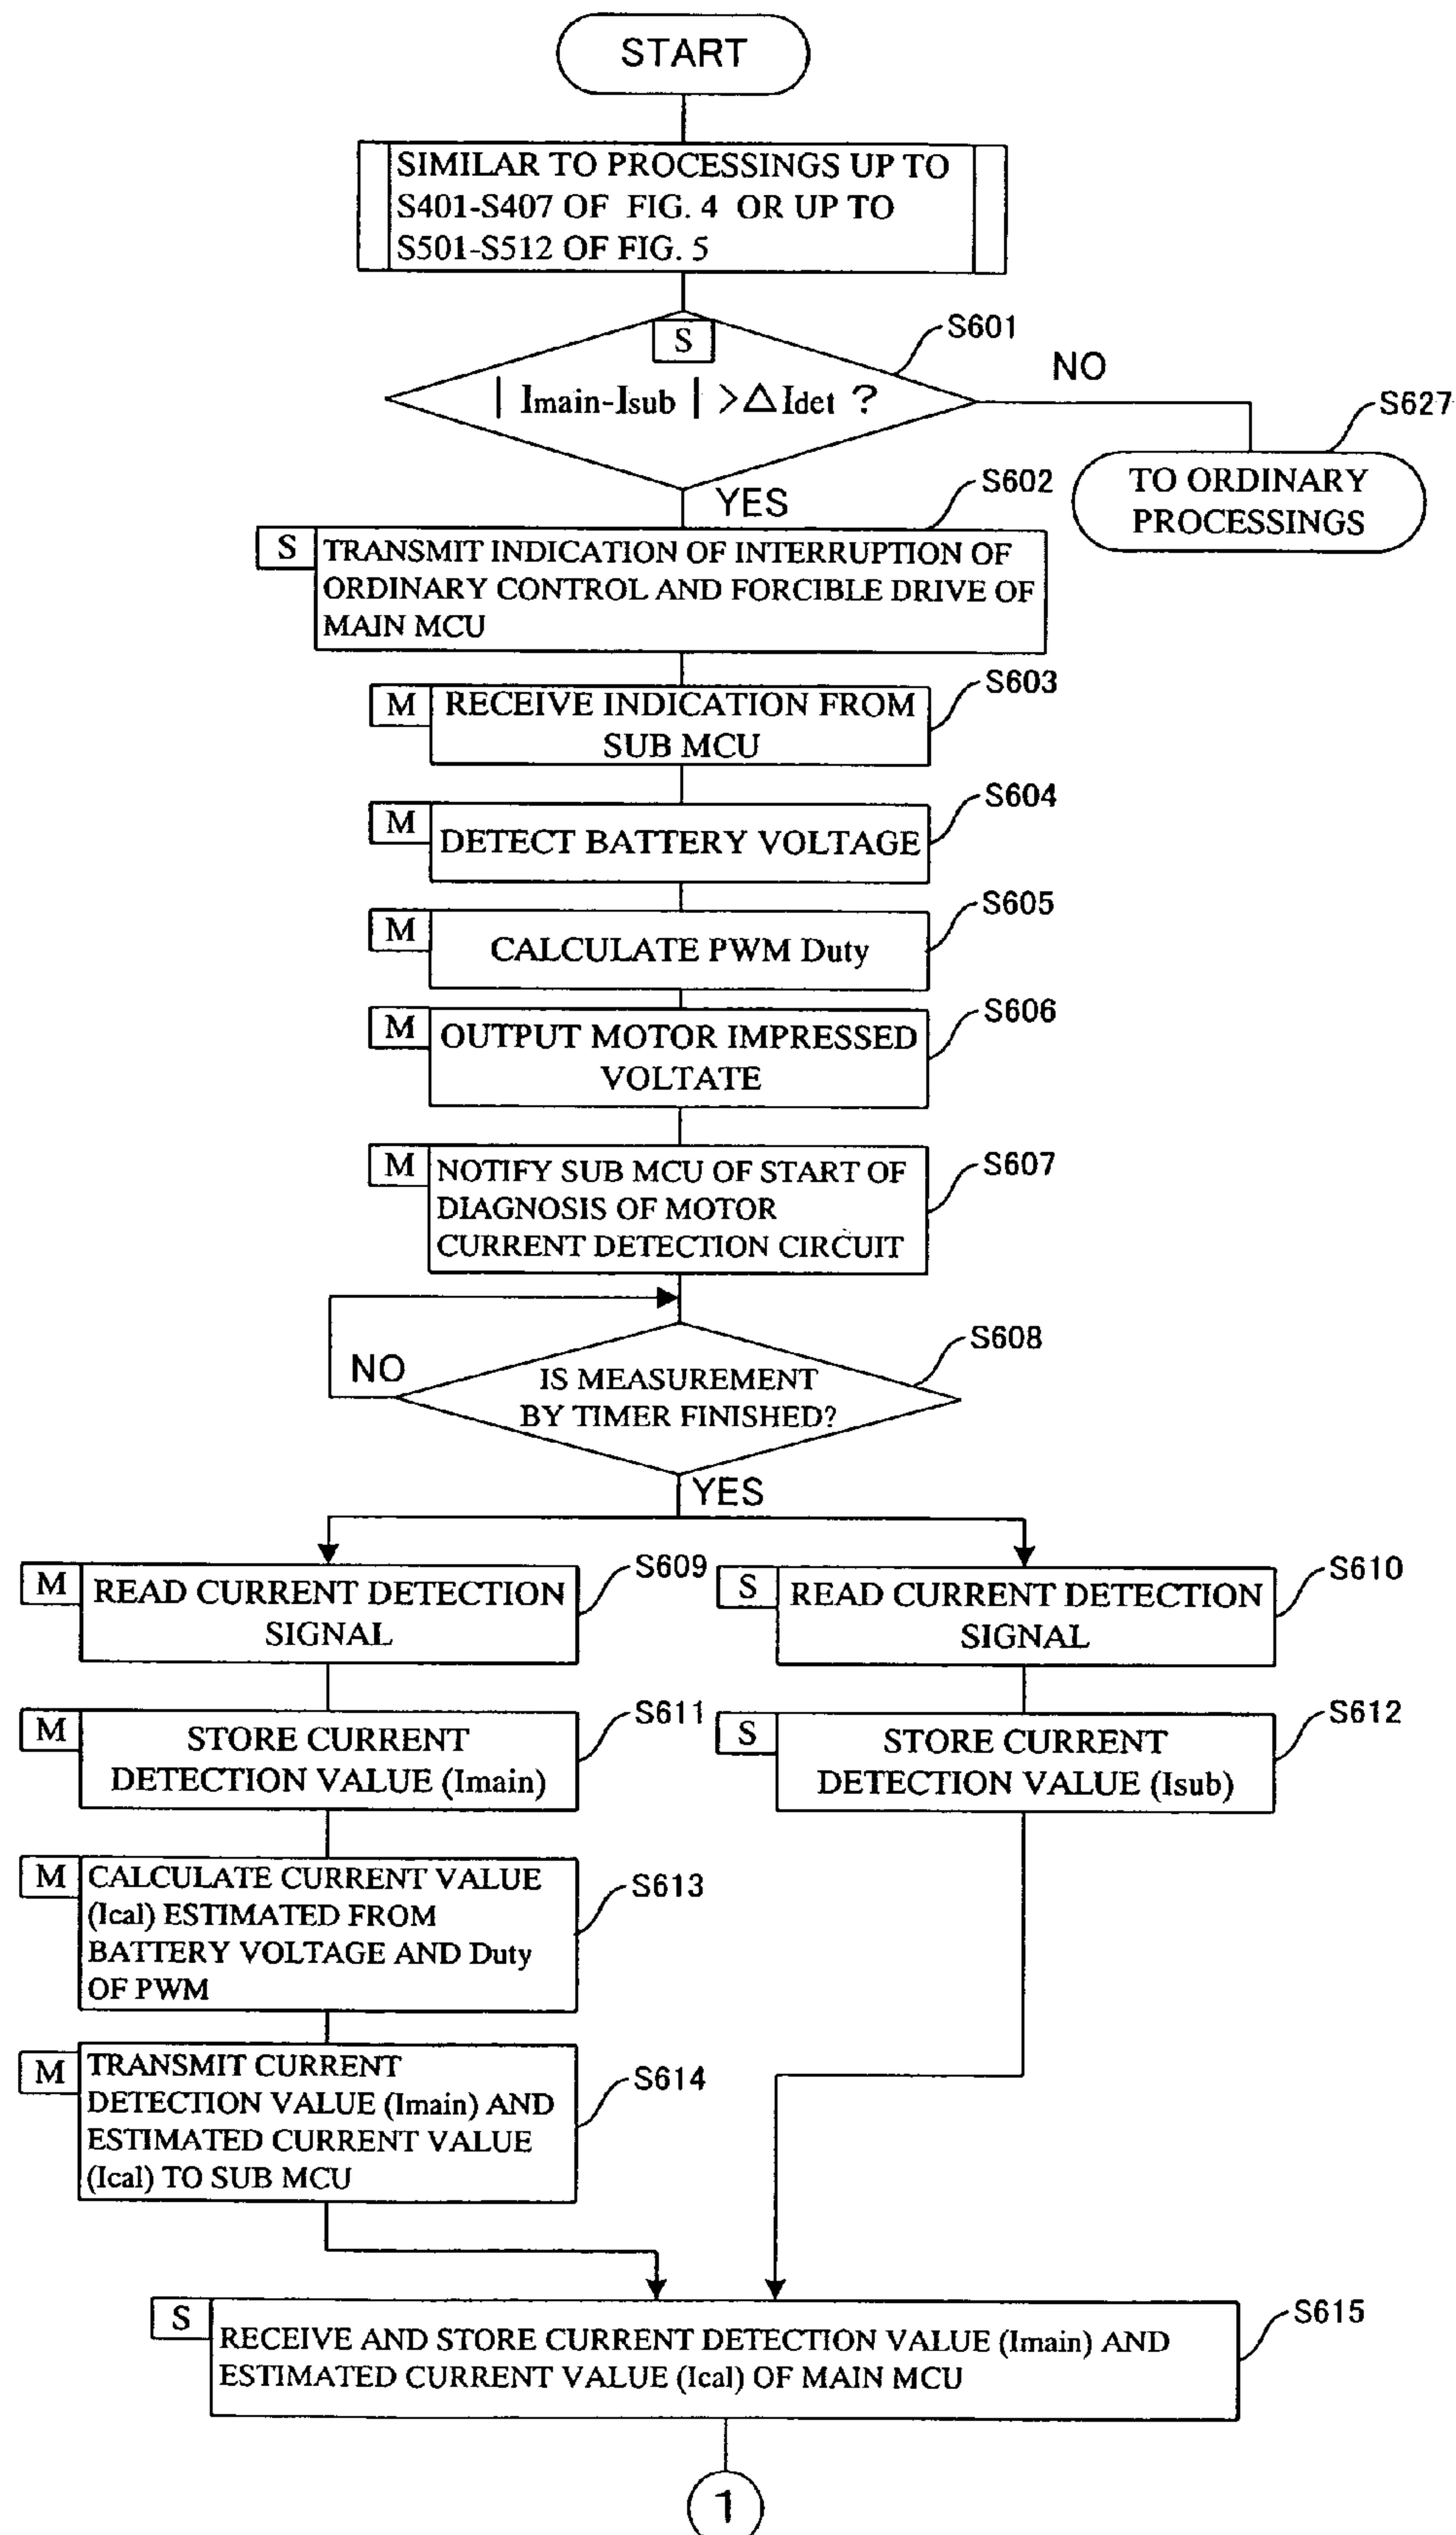 START
SIMILAR TO PROCESSINGS UP TO
S401-S407 OF FIG. 4 OR UP TO
S501-S512 OF FIG. 5
S
S601
| Imain-Isub | >△Idet ?
NO
S627
TO ORDINARY
PROCESSINGS
YES
S602
S
TRANSMIT INDICATION OF INTERRUPTION OF
ORDINARY CONTROL AND FORCIBLE DRIVE OF
MAIN MCU
S603
M
RECEIVE INDICATION FROM
SUB MCU
S604
M
DETECT BATTERY VOLTAGE
S605
M
CALCULATE PWM Duty
S606
M
OUTPUT MOTOR IMPRESSED
VOLTATE
S607
M
NOTIFY SUB MCU OF START OF
DIAGNOSIS OF MOTOR
CURRENT DETECTION CIRCUIT
S608
NO
IS MEASUREMENT
BY TIMER FINISHED?
YES
S609
M
READ CURRENT DETECTION
SIGNAL
S610
S
READ CURRENT DETECTION
SIGNAL
S611
M
STORE CURRENT
DETECTION VALUE (Imain)
S612
S
STORE CURRENT
DETECTION VALUE (Isub)
S613
M
CALCULATE CURRENT VALUE
(Ical) ESTIMATED FROM
BATTERY VOLTAGE AND Duty
OF PWM
S614
M
TRANSMIT CURRENT
DETECTION VALUE (Imain) AND
ESTIMATED CURRENT VALUE
(Ical) TO SUB MCU
S615
S
RECEIVE AND STORE CURRENT DETECTION VALUE (Imain) AND
ESTIMATED CURRENT VALUE (Ical) OF MAIN MCU
1